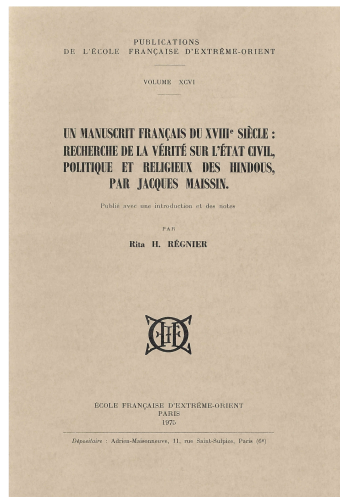 PUBLICATIONS
DE L'ÉCOLE FRANÇAISE D'EXTRÊME-ORIENT
VOLUME XCVI
UN MANUSCRIT FRANÇAIS DU XVIIIe SIÈCLE :
RECHERCHE DE LA VÉRITÉ SUR L'ÉTAT CIVIL,
POLITIQUE ET RELIGIEUX DES HINDOUS,
PAR JACQUES MAISSIN.
Publié avec une introduction et des notes
PAR
Rita H. RÉGNIER
ÉCOLE FRANÇAISE D'EXTRÊME-ORIENT
PARIS
1975
Dépositaire : Adrien-Maisonneuve, 11, rue Saint-Sulpice, Paris (6e)